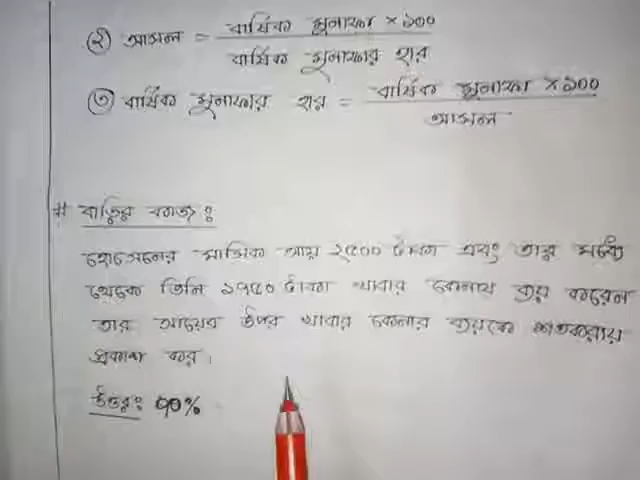 (২) আসল = বার্ষিক মুনাফা × ১০০
বার্ষিক মুনাফার হার
(৩) বার্ষিক মুনাফার হার = বার্ষিক মুনাফা × ১০০
আসল
# বাড়ির কাজ :
হোসেনের মাসিক আয় ২৫০০ টাকা এবং তার মধ্যে
থেকে তিনি ১৭৫০ টাকা খাবার কেনায় ব্যয় করেন
তার আয়ের উপর খাবার কেনার ব্যয়কে শতকরায়
প্রকাশ কর।
উত্তর: ৭০%